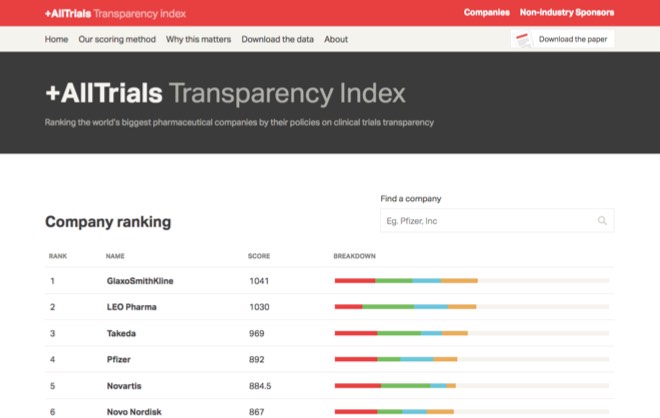 +AllTrials Transparency Index
Companies Non-Industry Sponsors
Home Our scoring method Why this matters Download the data About
Download the paper
+AllTrials Transparency Index
Ranking the world's biggest pharmaceutical companies by their policies on clinical trials transparency
Find a company
Company ranking
Eg. Pfizer, Inc
RANK NAME SCORE BREAKDOWN
1 GlaxoSmithKline 1041
2 LEO Pharma 1030
3 Takeda 969
4 Pfizer 892
5 Novartis 884.5
6 Novo Nordisk 867